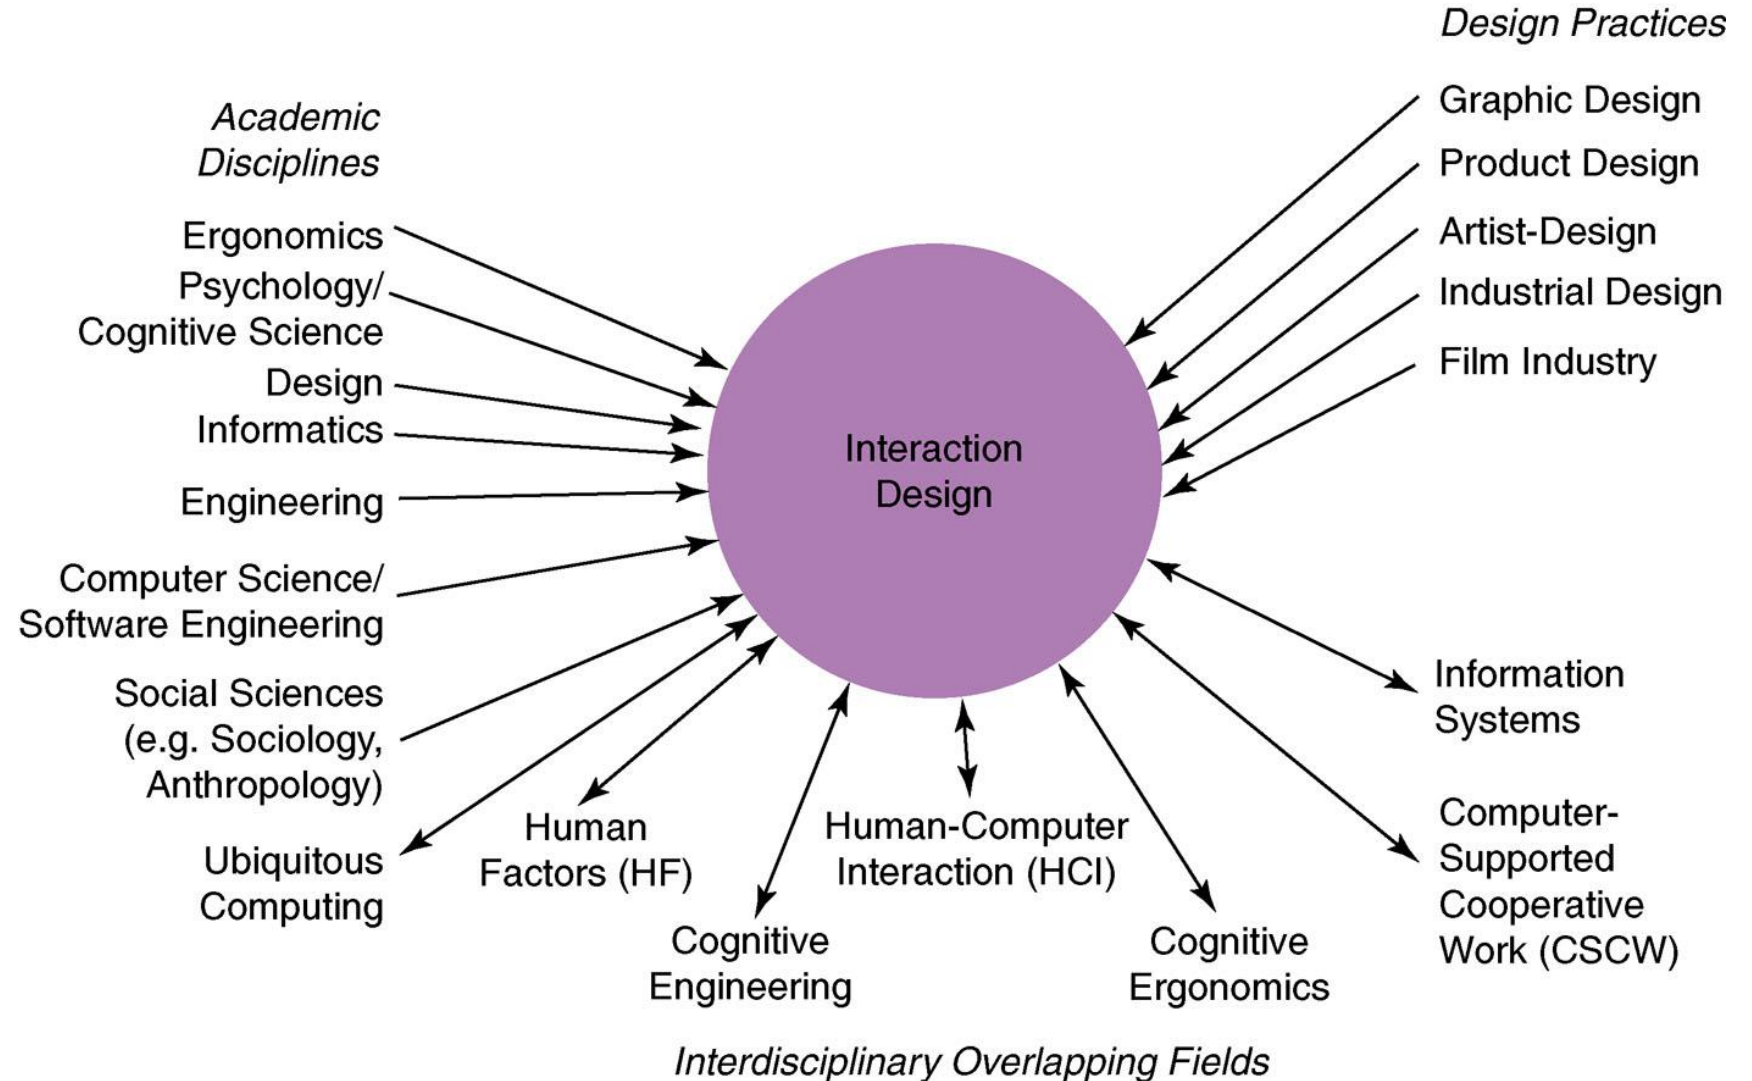 Academic
Disciplines
Ergonomics
Psychology/
Cognitive Science
Design
Informatics
Engineering
Computer Science/
Software Engineering
Social Sciences
(e.g. Sociology,
Anthropology)
Ubiquitous
Computing
Human
Factors (HF)
Cognitive
Engineering
Human-Computer
Interaction (HCI)
Cognitive
Ergonomics
Interdisciplinary Overlapping Fields
Interaction
Design
Design Practices
Graphic Design
Product Design
Artist-Design
Industrial Design
Film Industry
Information
Systems
Computer-
Supported
Cooperative
Work (CSCW)